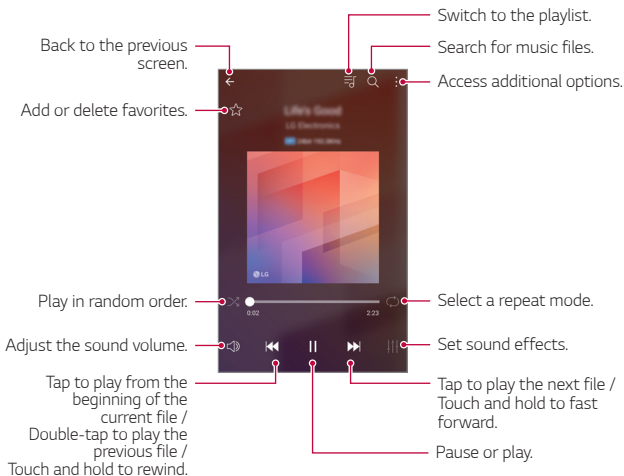 Switch to the playlist.
Back to the previous
screen.
Search for music files.
Access additional options.
Add or delete favorites.
Life's Good
LG Electronics
LG
Play in random order.
0:02
2:23
Select a repeat mode.
Adjust the sound volume.
Set sound effects.
Tap to play from the
beginning of the
current file /
Double-tap to play the
previous file /
Touch and hold to rewind.
Tap to play the next file /
Touch and hold to fast
forward.
Pause or play.